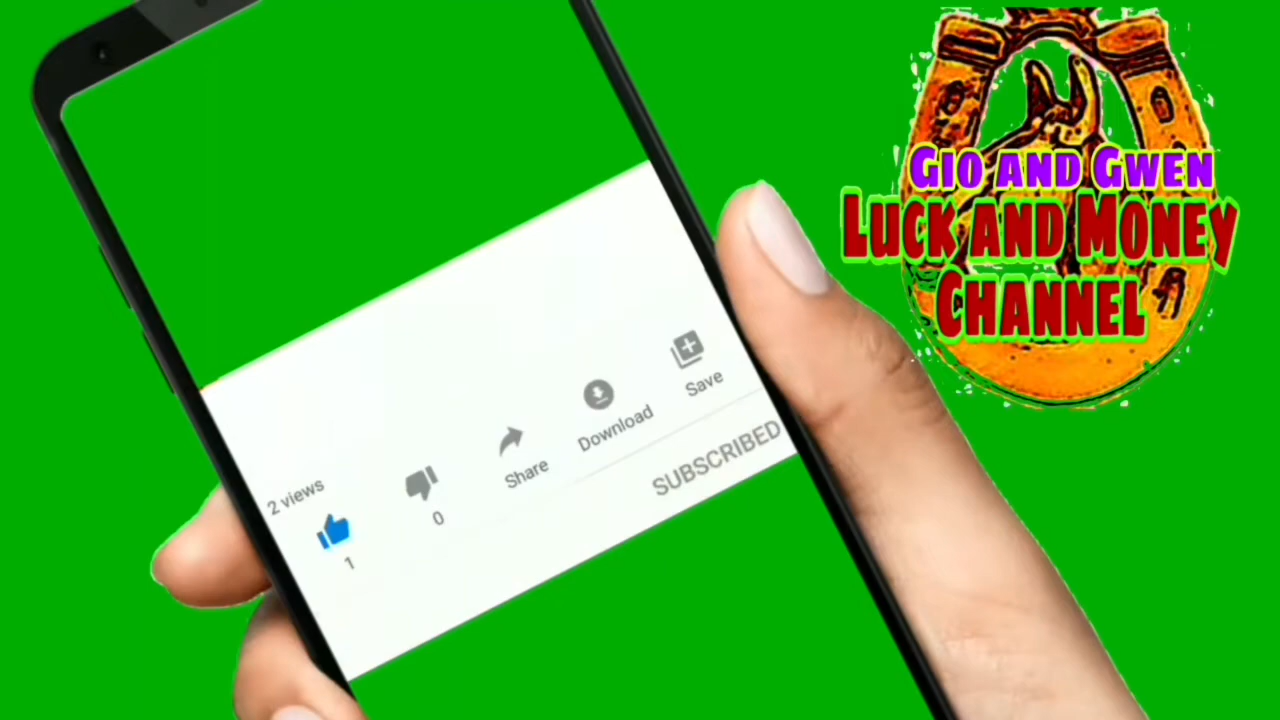 Gio and Gwen
Luck and Money
Channel
2 views
1
0
Share
Download
Save
SUBSCRIBED